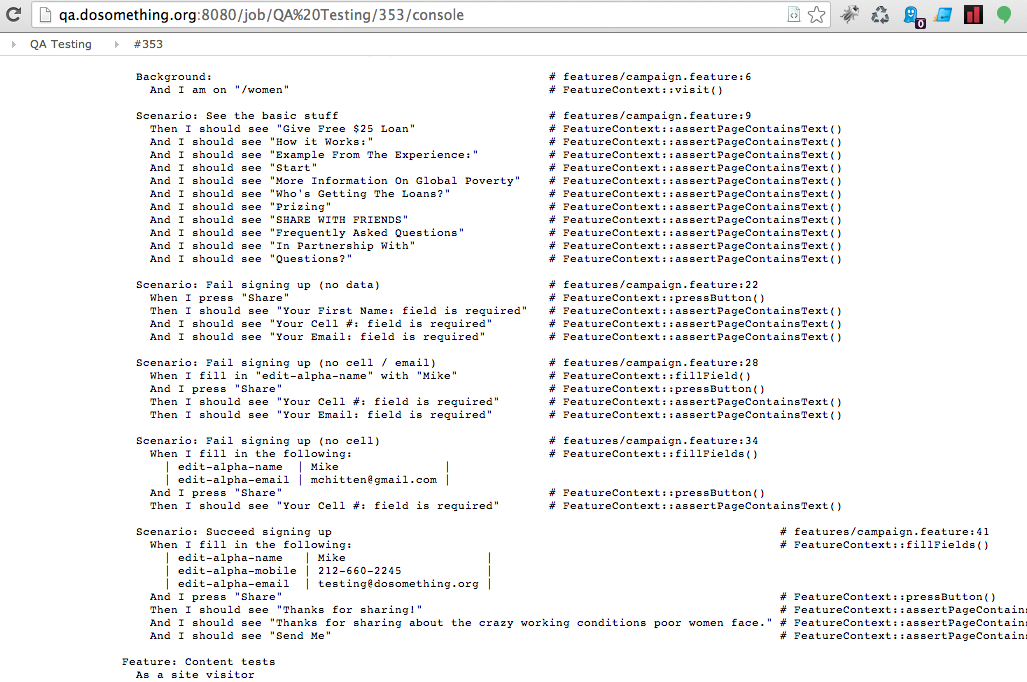 qa.dosomething.org:8080/job/QA%20Testing/353/console
0
QA Testing #353
Background: # features/campaign.feature:6
And I am on "/women" # FeatureContext::visit()
Scenario: See the basic stuff # features/campaign.feature:9
Then I should see "Give Free $25 Loan" # FeatureContext::assertPageContainsText()
And I should see "How it Works:" # FeatureContext::assertPageContainsText()
And I should see "Example From The Experience:" # FeatureContext::assertPageContainsText()
And I should see "Start" # FeatureContext::assertPageContainsText()
And I should see "More Information On Global Poverty" # FeatureContext::assertPageContainsText()
And I should see "Who's Getting The Loans?" # FeatureContext::assertPageContainsText()
And I should see "Prizing" # FeatureContext::assertPageContainsText()
And I should see "SHARE WITH FRIENDS" # FeatureContext::assertPageContainsText()
And I should see "Frequently Asked Questions" # FeatureContext::assertPageContainsText()
And I should see "In Partnership With" # FeatureContext::assertPageContainsText()
And I should see "Questions?" # FeatureContext::assertPageContainsText()
Scenario: Fail signing up (no data) # features/campaign.feature:22
When I press "Share" # FeatureContext::pressButton()
Then I should see "Your First Name: field is required" # FeatureContext::assertPageContainsText()
And I should see "Your Cell #: field is required" # FeatureContext::assertPageContainsText()
And I should see "Your Email: field is required" # FeatureContext::assertPageContainsText()
Scenario: Fail signing up (no cell / email) # features/campaign.feature:28
When I fill in "edit-alpha-name" with "Mike" # FeatureContext::fillField()
And I press "Share" # FeatureContext::pressButton()
Then I should see "Your Cell #: field is required" # FeatureContext::assertPageContainsText()
Then I should see "Your Email: field is required" # FeatureContext::assertPageContainsText()
Scenario: Fail signing up (no cell) # features/campaign.feature:34
When I fill in the following: # FeatureContext::fillFields()
| edit-alpha-name | Mike |
| edit-alpha-email | mchitten@gmail.com |
And I press "Share" # FeatureContext::pressButton()
Then I should see "Your Cell #: field is required" # FeatureContext::assertPageContainsText()
Scenario: Succeed signing up # features/campaign.feature:41
When I fill in the following: # FeatureContext::fillFields()
| edit-alpha-name | Mike |
| edit-alpha-mobile | 212-660-2245 |
| edit-alpha-email | testing@dosomething.org |
And I press "Share" # FeatureContext::pressButton()
Then I should see "Thanks for sharing!" # FeatureContext::assertPageContains
And I should see "Thanks for sharing about the crazy working conditions poor women face." # FeatureContext::assertPageContains
And I should see "Send Me" # FeatureContext::assertPageContains
Feature: Content tests
As a site visitor